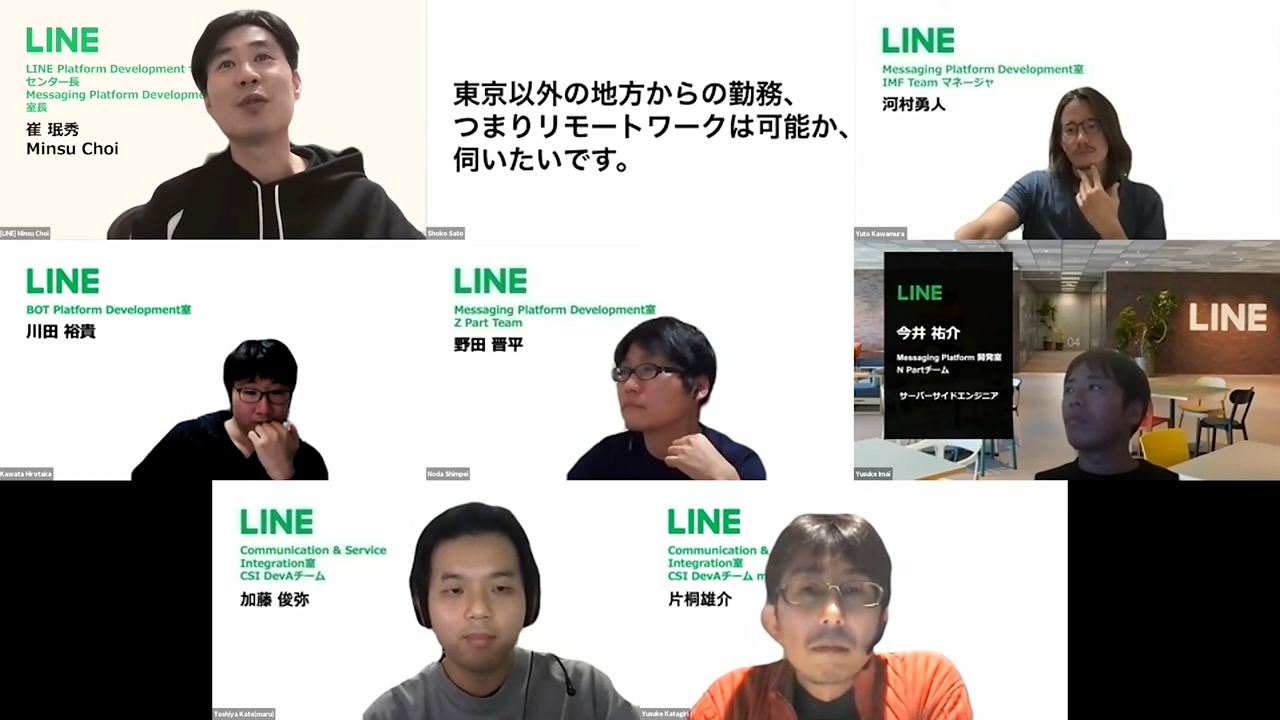 LINE
LINE Platform Development
センター長
Messaging Platform Developme
室長
崔 珉秀
Minsu Choi
[LINE] Minsu Choi
東京以外の地方からの勤務、
つまりリモートワークは可能か、
伺いたいです。
Shoko Sato
LINE
Messaging Platform Development室
IMF Team マネージャ
河村勇人
Yuto Kawamura
LINE
BOT Platform Development室
川田 裕貴
Kawata Hirotaka
LINE
Messaging Platform Development室
Z Part Team
野田 晋平
Noda Shimpei
LINE
今井 祐介
Messaging Platform 開発室
N Partチーム
サーバーサイドエンジニア
LINE
04
Yusuke Imai
LINE
Communication & Service
Integration室
CSI DevAチーム
加藤 俊弥
Toshiya Kato(maru)
LINE
Communication &
Integration室
CSI DevAチーム m
片桐雄介
Yusuke Katagiri